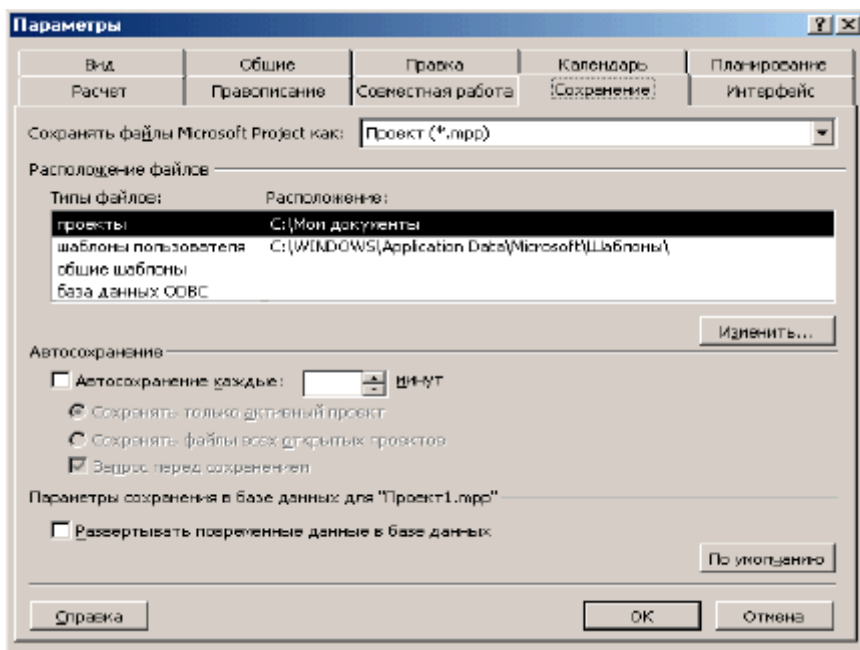 Параметры
Вид Общие Правка Календарь Планирование
Расчет Правописание Совместная работа Сохранение Интерфейс
Сохранять файлы Microsoft Project как: Проект (*.mpp)
Расположение файлов
Типы файлов: Расположение:
проекты C:\Мои документы
шаблоны пользователя C:\WINDOWS\Application Data\Microsoft\Шаблоны\
общие шаблоны
база данных ODBC
Изменить...
Автосохранение
Автосохранение каждые: минут
Сохранять только активный проект
Сохранять файлы всех открытых проектов
Запрос перед сохранением
Параметры сохранения в базе данных для "Проект1.mpp"
Развертывать повременные данные в базе данных
По умолчанию
Справка OK Отмена